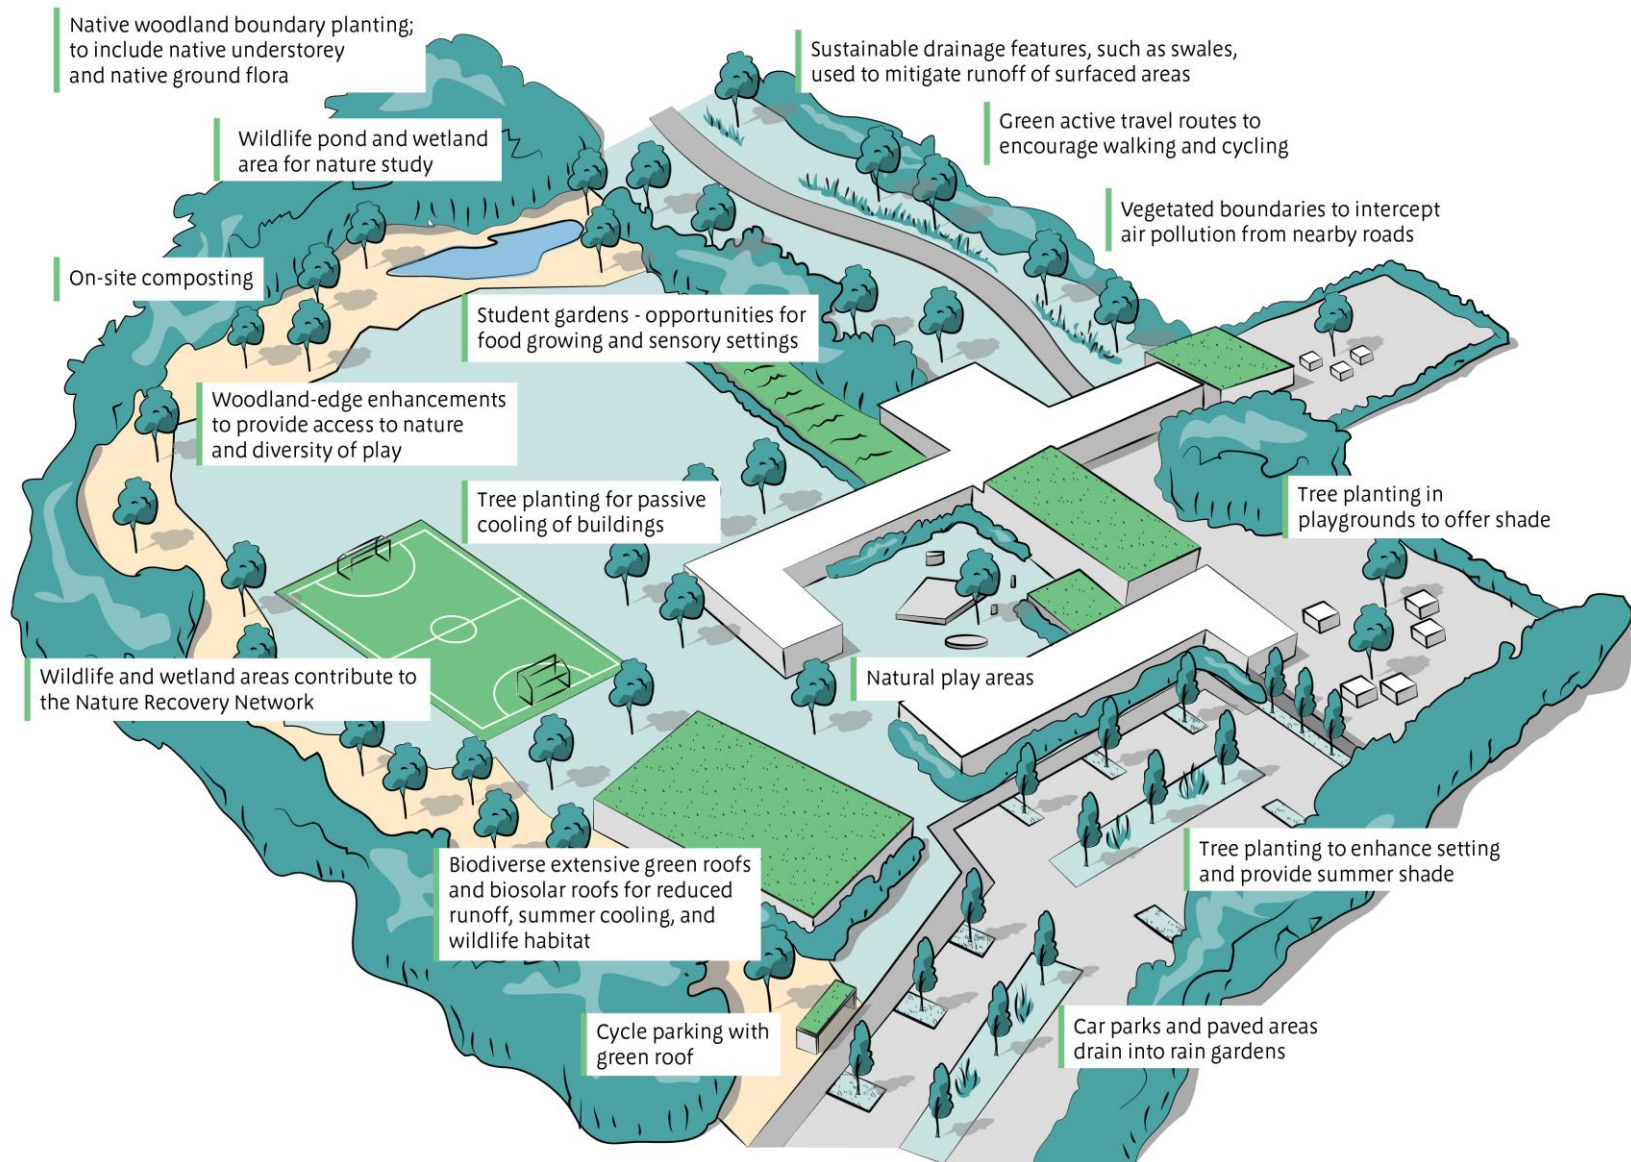 Native woodland boundary planting;
to include native understorey
and native ground flora
Sustainable drainage features, such as swales,
used to mitigate runoff of surfaced areas
Wildlife pond and wetland
area for nature study
Green active travel routes to
encourage walking and cycling
Vegetated boundaries to intercept
air pollution from nearby roads
On-site composting
Student gardens - opportunities for
food growing and sensory settings
Woodland-edge enhancements
to provide access to nature
and diversity of play
Tree planting for passive
cooling of buildings
Tree planting in
playgrounds to offer shade
Wildlife and wetland areas contribute to
the Nature Recovery Network
Natural play areas
Biodiverse extensive green roofs
and biosolar roofs for reduced
runoff, summer cooling, and
wildlife habitat
Tree planting to enhance setting
and provide summer shade
Cycle parking with
green roof
Car parks and paved areas
drain into rain gardens